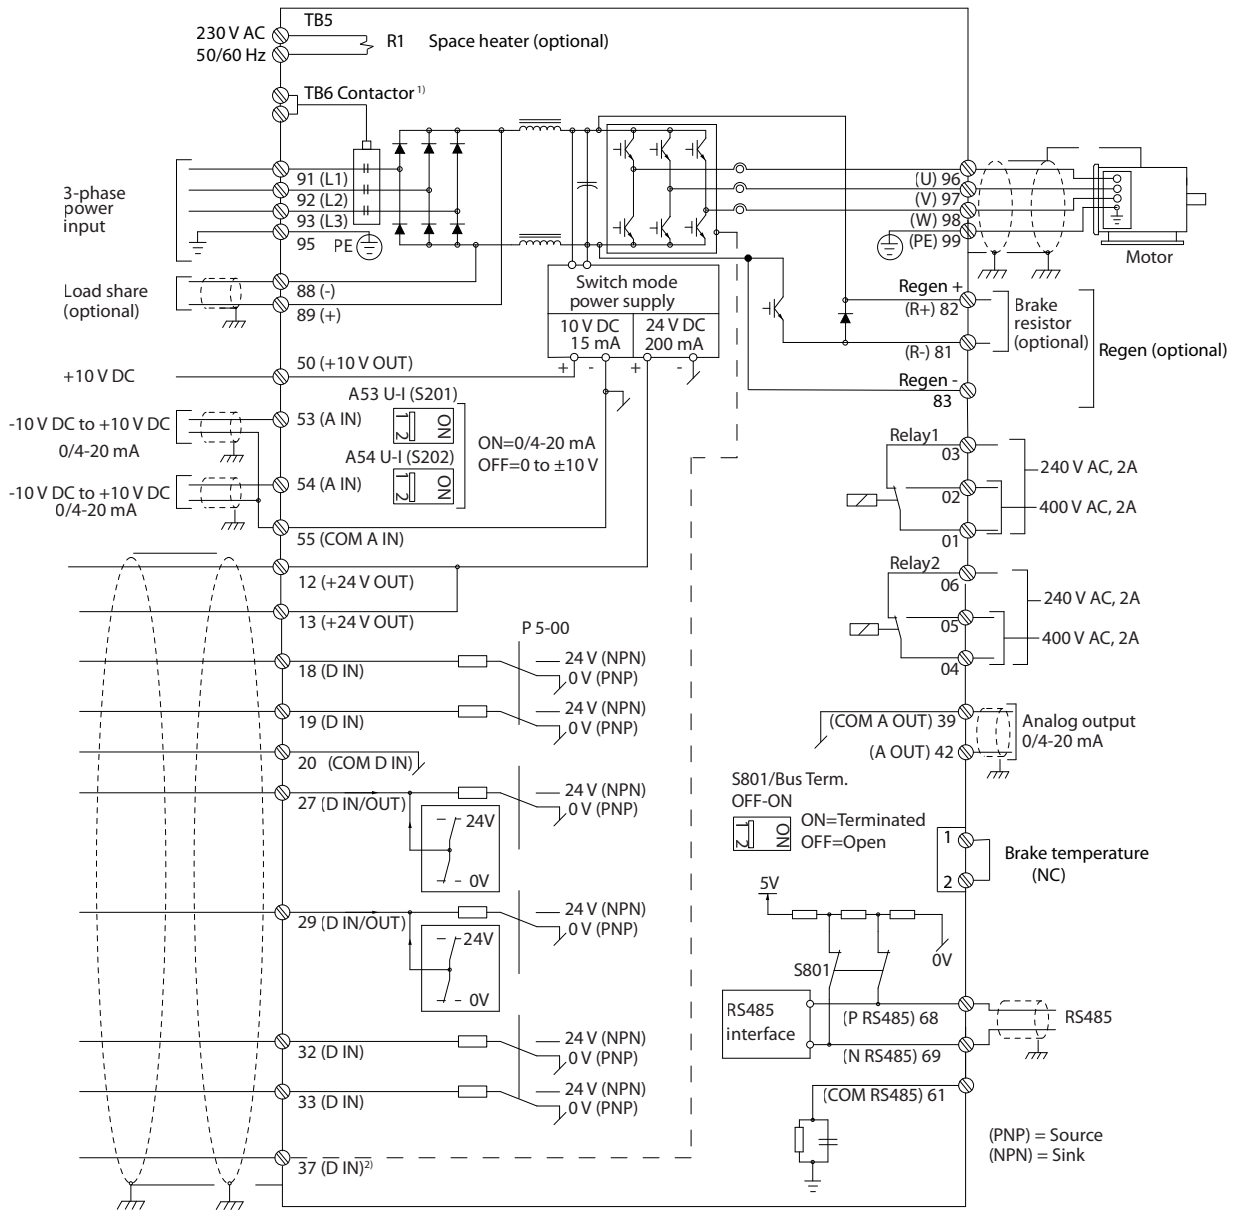 TB5
230 V AC
50/60 Hz
R1
Space heater (optional)
TB6 Contactor 1)
3-phase
power
input
91 (L1)
92 (L2)
93 (L3)
95
PE
(U) 96
(V) 97
(W) 98
(PE) 99
Motor
Load share
(optional)
88 (-)
89 (+)
Switch mode
power supply
10 V DC
15 mA
24 V DC
200 mA
+
-
+
-
Regen +
(R+) 82
Brake
resistor
(optional)
(R-) 81
Regen (optional)
Regen -
83
50 (+10 V OUT)
+10 V DC
A53 U-I (S201)
-10 V DC to +10 V DC
0/4-20 mA
53 (A IN)
1 2
ON
ON=0/4-20 mA
OFF=0 to ±10 V
A54 U-I (S202)
-10 V DC to +10 V DC
0/4-20 mA
54 (A IN)
1 2
ON
55 (COM A IN)
Relay1
03
240 V AC, 2A
02
400 V AC, 2A
01
12 (+24 V OUT)
13 (+24 V OUT)
Relay2
06
240 V AC, 2A
05
400 V AC, 2A
04
P 5-00
18 (D IN)
24 V (NPN)
0 V (PNP)
19 (D IN)
24 V (NPN)
0 V (PNP)
20 (COM D IN)
27 (D IN/OUT)
24 V (NPN)
0 V (PNP)
24V
0V
29 (D IN/OUT)
24 V (NPN)
0 V (PNP)
24V
0V
32 (D IN)
24 V (NPN)
0 V (PNP)
33 (D IN)
24 V (NPN)
0 V (PNP)
37 (D IN) 2)
(COM A OUT) 39
(A OUT) 42
Analog output
0/4-20 mA
S801/Bus Term.
OFF-ON
1 2
ON
ON=Terminated
OFF=Open
1
2
Brake temperature
(NC)
5V
0V
S801
RS485
interface
(P RS485) 68
(N RS485) 69
RS485
(COM RS485) 61
(PNP) = Source
(NPN) = Sink